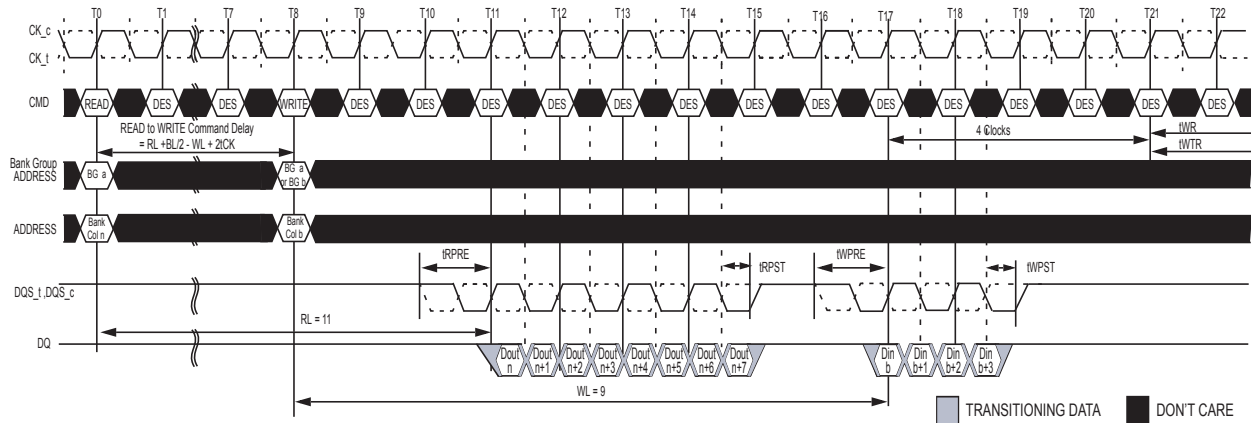 T0 T1 T7 T8 T9 T10 T11 T12 T13 T14 T15 T16 T17 T18 T19 T20 T21 T22
CK_c
CK_t
CMD READ DES DES WRITE DES DES DES DES DES DES DES DES DES DES DES DES DES DES
READ to WRITE Command Delay
= RL +BL/2 - WL + 2tCK
4 Clocks
tWR
tWTR
Bank Group
ADDRESS
BG a
BG a
or BG b
ADDRESS
Bank
Col n
Bank
Col b
tRPRE tRPST tWPRE tWPST
DQS_t ,DQS_c
RL = 11
DQ
Dout
n
Dout
n+1
Dout
n+2
Dout
n+3
Dout
n+4
Dout
n+5
Dout
n+6
Dout
n+7
Din
b
Din
b+1
Din
b+2
Din
b+3
WL = 9
TRANSITIONING DATA
DON'T CARE